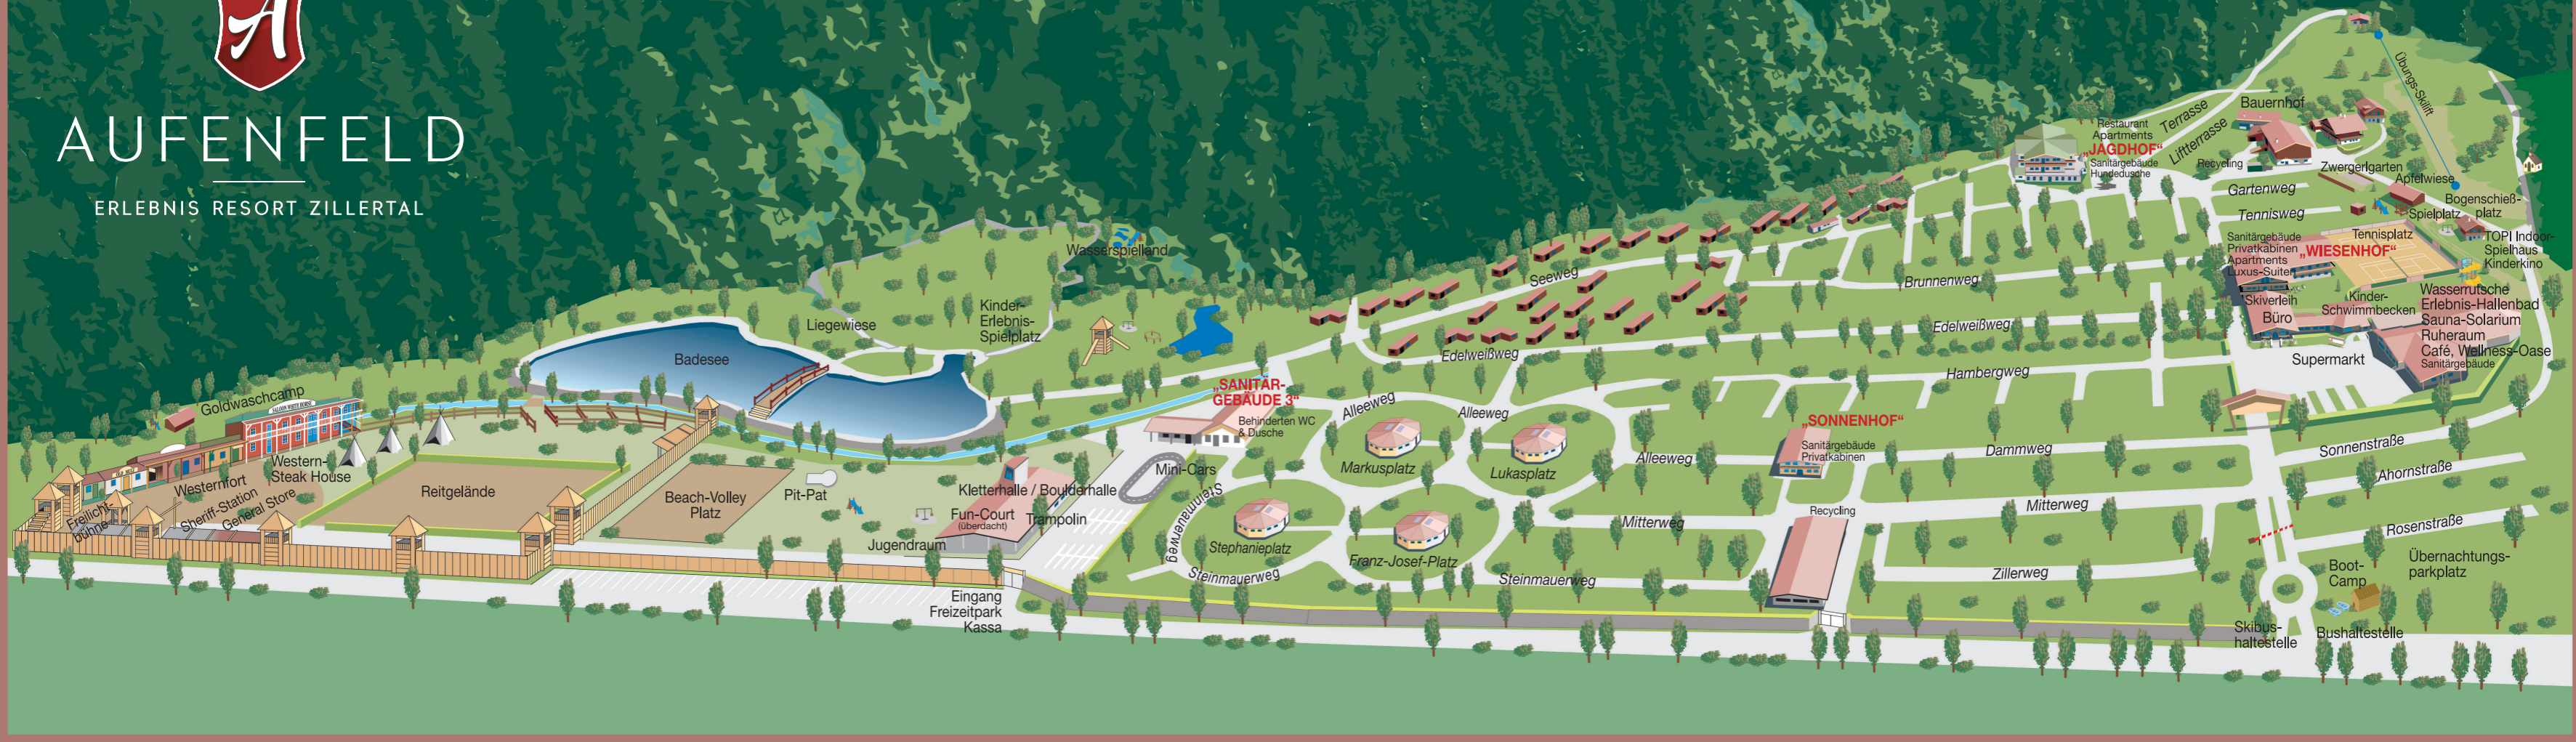 A
AUFENFELD
ERLEBNIS RESORT ZILLERTAL
Goldwaschcamp
SALOON WHITE HORSE
Western-
Steak House
Westernfort
Sheriff-Station
General Store
Freilicht-
bühne
Reitgelände
Badesee
Liegewiese
Wasserspielland
Kinder-
Erlebnis-
Spielplatz
Beach-Volley
Platz
Pit-Pat
Kletterhalle / Boulderhalle
Fun-Court
(überdacht)
Trampolin
Jugendraum
Eingang
Freizeitpark
Kassa
Mini-Cars
„SANITÄR-
GEBÄUDE 3“
Behinderten WC
& Dusche
Steinmauerweg
Steinmauerweg
Stephanieplatz
Markusplatz
Lukasplatz
Franz-Josef-Platz
Alleeweg
Alleeweg
Alleeweg
Mitterweg
Steinmauerweg
Seeweg
Edelweißweg
Brunnenweg
Edelweißweg
Hambergweg
„SONNENHOF“
Sanitärgebäude
Privatkabinen
Recycling
Dammweg
Mitterweg
Zillerweg
Restaurant
Apartments
„JAGDHOF“
Sanitärgebäude
Hundedusche
Terrasse
Liftterrasse
Bauernhof
Recycling
Übungs-Skilift
Zwergerlgarten
Apfelwiese
Gartenweg
Tennisweg
Spielplatz
Bogenschieß-
platz
Tennisplatz
TOPI Indoor-
Spielhaus
Kinderkino
Sanitärgebäude
Privatkabinen
Apartments
Luxus-Suiten
„WIESENHOF“
Skiverleih
Büro
Kinder-
Schwimmbecken
Wasserrutsche
Erlebnis-Hallenbad
Sauna-Solarium
Ruheraum
Café, Wellness-Oase
Sanitärgebäude
Supermarkt
Sonnenstraße
Ahornstraße
Rosenstraße
Boot-
Camp
Übernachtungs-
parkplatz
Skibus-
haltestelle
Bushaltestelle